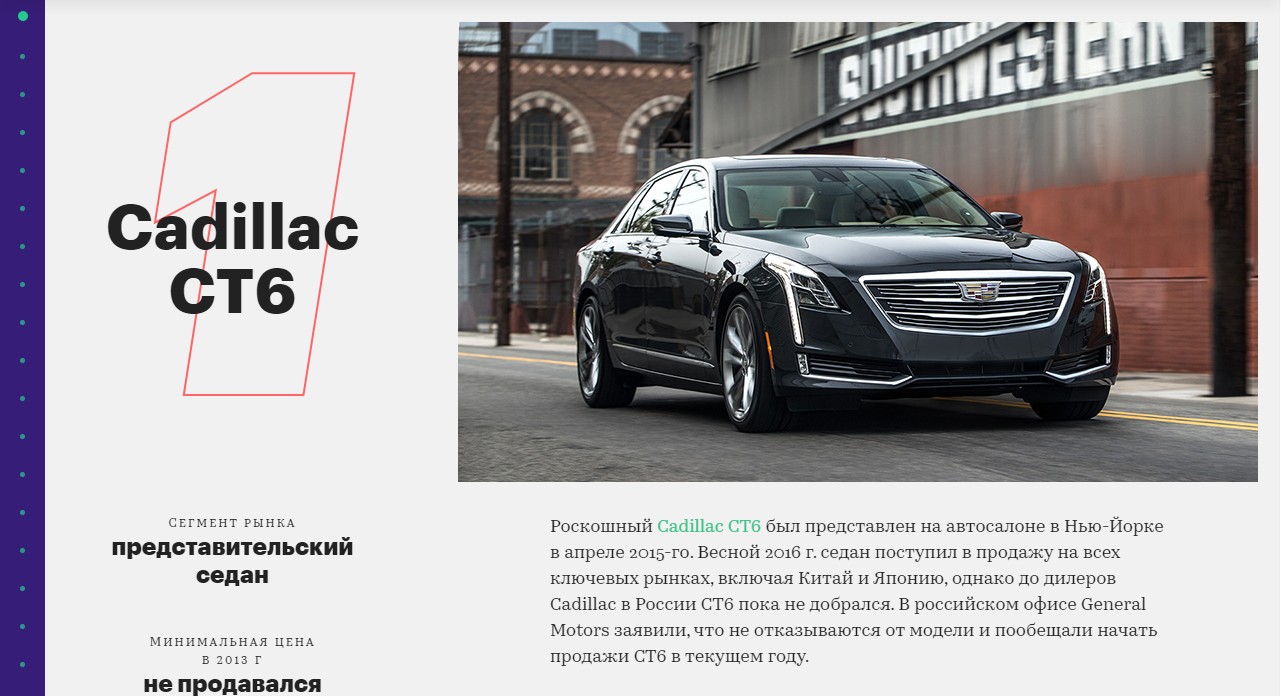 1
Cadillac
CT6
SOUTHWESTERN
Сегмент рынка
представительский
седан
Минимальная цена
в 2013 г
не продавался
Роскошный Cadillac CT6 был представлен на автосалоне в Нью-Йорке
в апреле 2015-го. Весной 2016 г. седан поступил в продажу на всех
ключевых рынках, включая Китай и Японию, однако до дилеров
Cadillac в России CT6 пока не добрался. В российском офисе General
Motors заявили, что не отказываются от модели и пообещали начать
продажи CT6 в текущем году.